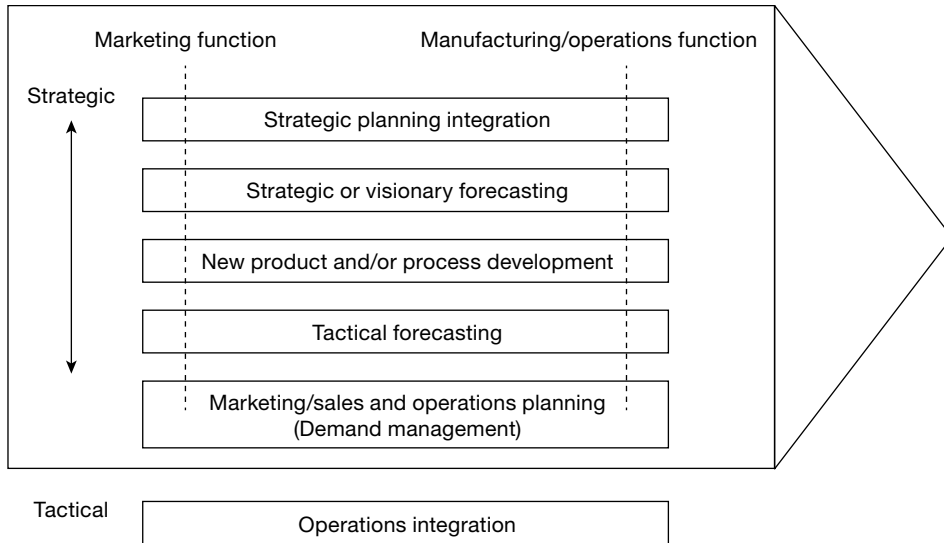 Marketing function
Manufacturing/operations function
Strategic
Strategic planning integration
Strategic or visionary forecasting
New product and/or process development
Tactical forecasting
Marketing/sales and operations planning
(Demand management)
Tactical
Operations integration